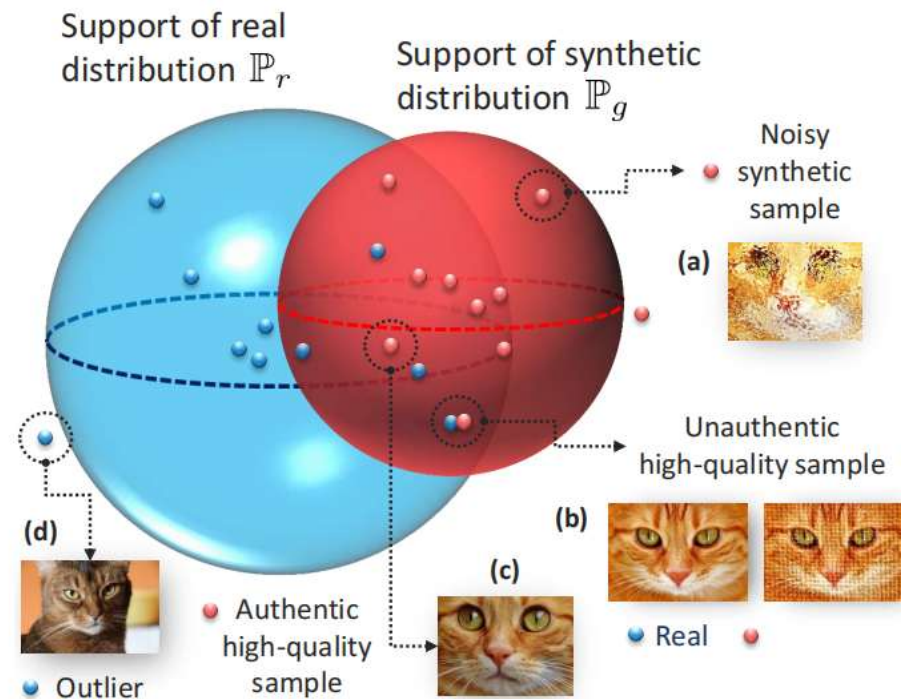 Support of real
distribution ℙr
Support of synthetic
distribution ℙg
Noisy
synthetic
sample
(a)
Unauthentic
high-quality sample
(b)
(d)
(c)
Authentic
high-quality
sample
Real
Outlier